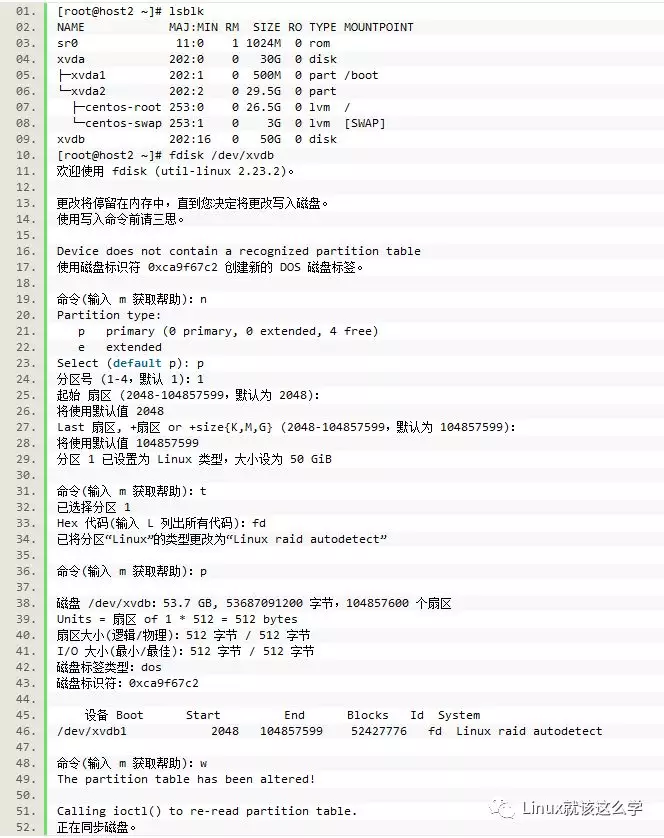 01. [root@host2 ~]# lsblk
02. NAME            MAJ:MIN RM  SIZE RO TYPE MOUNTPOINT
03. sr0              11:0    1 1024M  0 rom
04. xvda            202:0    0   30G  0 disk
05. ├─xvda1         202:1    0  500M  0 part /boot
06. └─xvda2         202:2    0 29.5G  0 part
07.   ├─centos-root 253:0    0 26.5G  0 lvm  /
08.   └─centos-swap 253:1    0    3G  0 lvm  [SWAP]
09. xvdb            202:16   0   50G  0 disk
10. [root@host2 ~]# fdisk /dev/xvdb
11. 欢迎使用 fdisk (util-linux 2.23.2)。
12.
13. 更改将停留在内存中，直到您决定将更改写入磁盘。
14. 使用写入命令前请三思。
15.
16. Device does not contain a recognized partition table
17. 使用磁盘标识符 0xca9f67c2 创建新的 DOS 磁盘标签。
18.
19. 命令(输入 m 获取帮助)：n
20. Partition type:
21.    p   primary (0 primary, 0 extended, 4 free)
22.    e   extended
23. Select (default p): p
24. 分区号 (1-4，默认 1)：1
25. 起始 扇区 (2048-104857599，默认为 2048)：
26. 将使用默认值 2048
27. Last 扇区, +扇区 or +size{K,M,G} (2048-104857599，默认为 104857599)：
28. 将使用默认值 104857599
29. 分区 1 已设置为 Linux 类型，大小设为 50 GiB
30.
31. 命令(输入 m 获取帮助)：t
32. 已选择分区 1
33. Hex 代码(输入 L 列出所有代码)：fd
34. 已将分区“Linux”的类型更改为“Linux raid autodetect”
35.
36. 命令(输入 m 获取帮助)：p
37.
38. 磁盘 /dev/xvdb：53.7 GB, 53687091200 字节，104857600 个扇区
39. Units = 扇区 of 1 * 512 = 512 bytes
40. 扇区大小(逻辑/物理)：512 字节 / 512 字节
41. I/O 大小(最小/最佳)：512 字节 / 512 字节
42. 磁盘标签类型：dos
43. 磁盘标识符：0xca9f67c2
44.
45.    设备 Boot      Start         End      Blocks   Id  System
46. /dev/xvdb1            2048   104857599    52427776   fd  Linux raid autodetect
47.
48. 命令(输入 m 获取帮助)：w
49. The partition table has been altered!
50.
51. Calling ioctl() to re-read partition table.
52. 正在同步磁盘。
Linux就该这么学